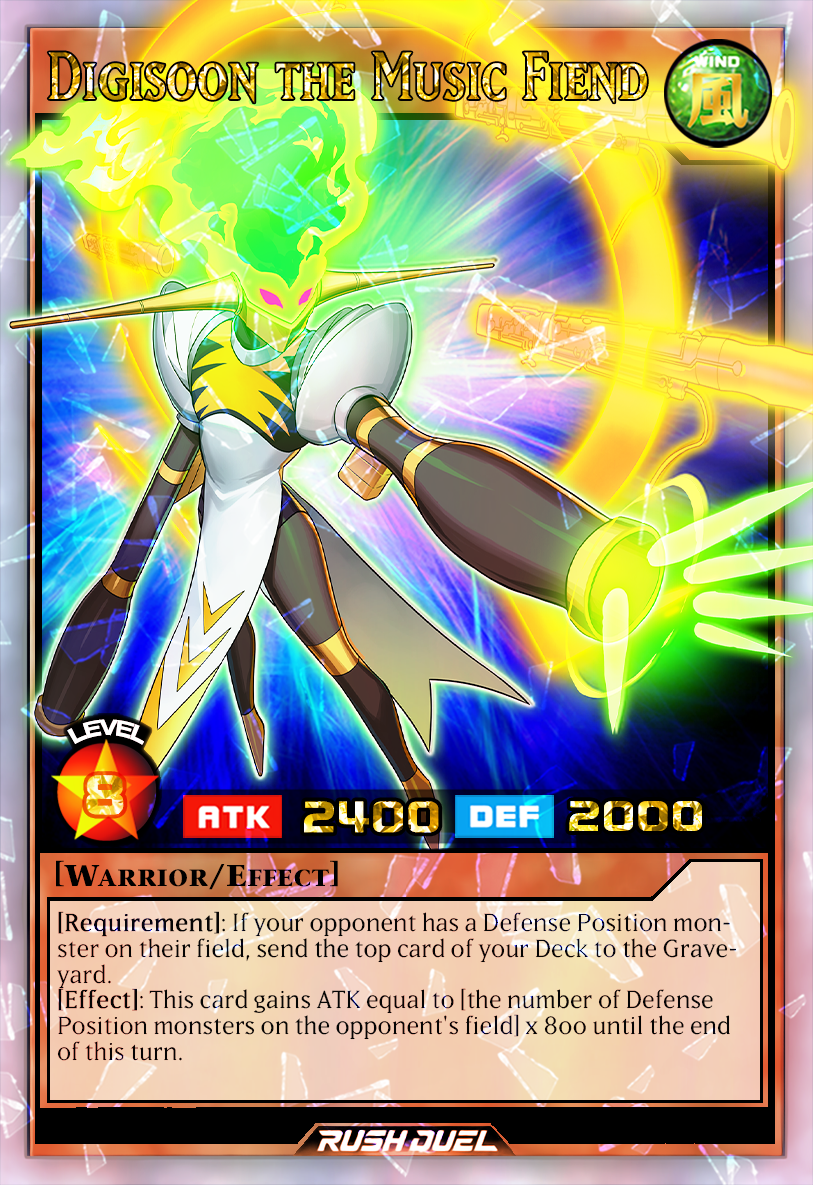 Digisoon the Music Fiend
WIND
風
LEVEL
8
ATK 2400 DEF 2000
[Warrior/Effect]
[Requirement]: If your opponent has a Defense Position mon-
ster on their field, send the top card of your Deck to the Grave-
yard.
[Effect]: This card gains ATK equal to [the number of Defense
Position monsters on the opponent's field] x 800 until the end
of this turn.
RUSH DUEL